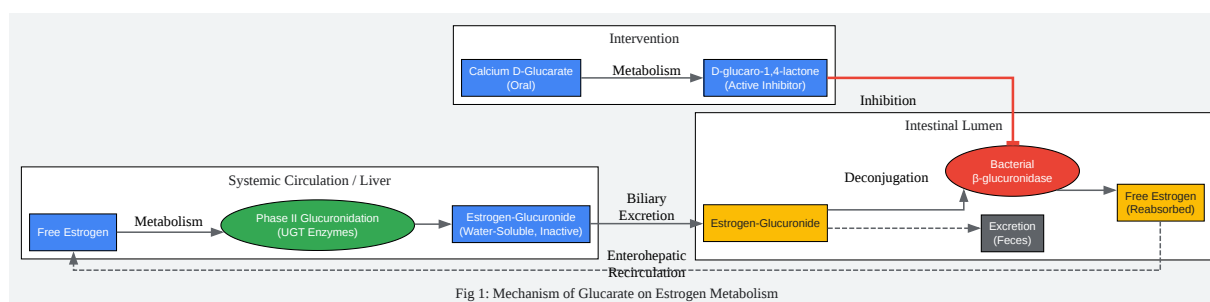 Intervention
Calcium D-Glucarate
(Oral)
Metabolism
D-glucaro-1,4-lactone
(Active Inhibitor)
Inhibition
Intestinal Lumen
Bacterial
β-glucuronidase
Deconjugation
Systemic Circulation / Liver
Free Estrogen
Metabolism
Phase II Glucuronidation
(UGT Enzymes)
Estrogen-Glucuronide
(Water-Soluble, Inactive)
Biliary
Excretion
Estrogen-Glucuronide
Free Estrogen
(Reabsorbed)
Excretion
(Feces)
Enterohepatic
Recirculation
Fig 1: Mechanism of Glucarate on Estrogen Metabolism